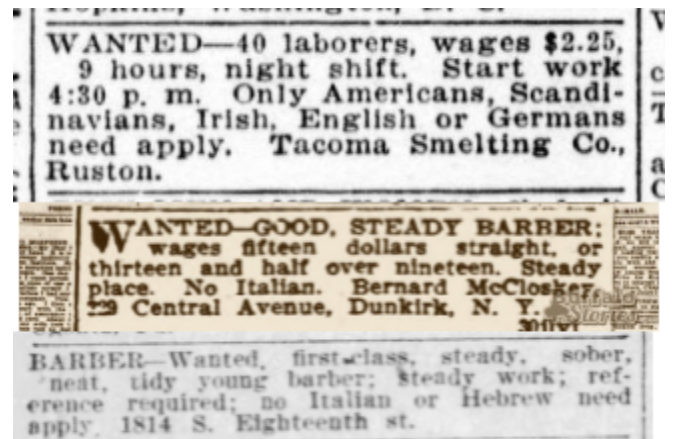 WANTED—40 laborers, wages $2.25,
9 hours, night shift. Start work
4:30 p. m. Only Americans, Scandi-
navians, Irish, English or Germans
need apply. Tacoma Smelting Co.,
Ruston.
WANTED—GOOD, STEADY BARBER;
wages fifteen dollars straight, or
thirteen and half over nineteen. Steady
place. No Italian. Bernard McCloskey,
229 Central Avenue, Dunkirk, N. Y.
Buffalo
Stories
BARBER—Wanted, first-class, steady, sober,
neat, tidy young barber; steady work; ref-
erence required; no Italian or Hebrew need
apply. 1814 S. Eighteenth st.